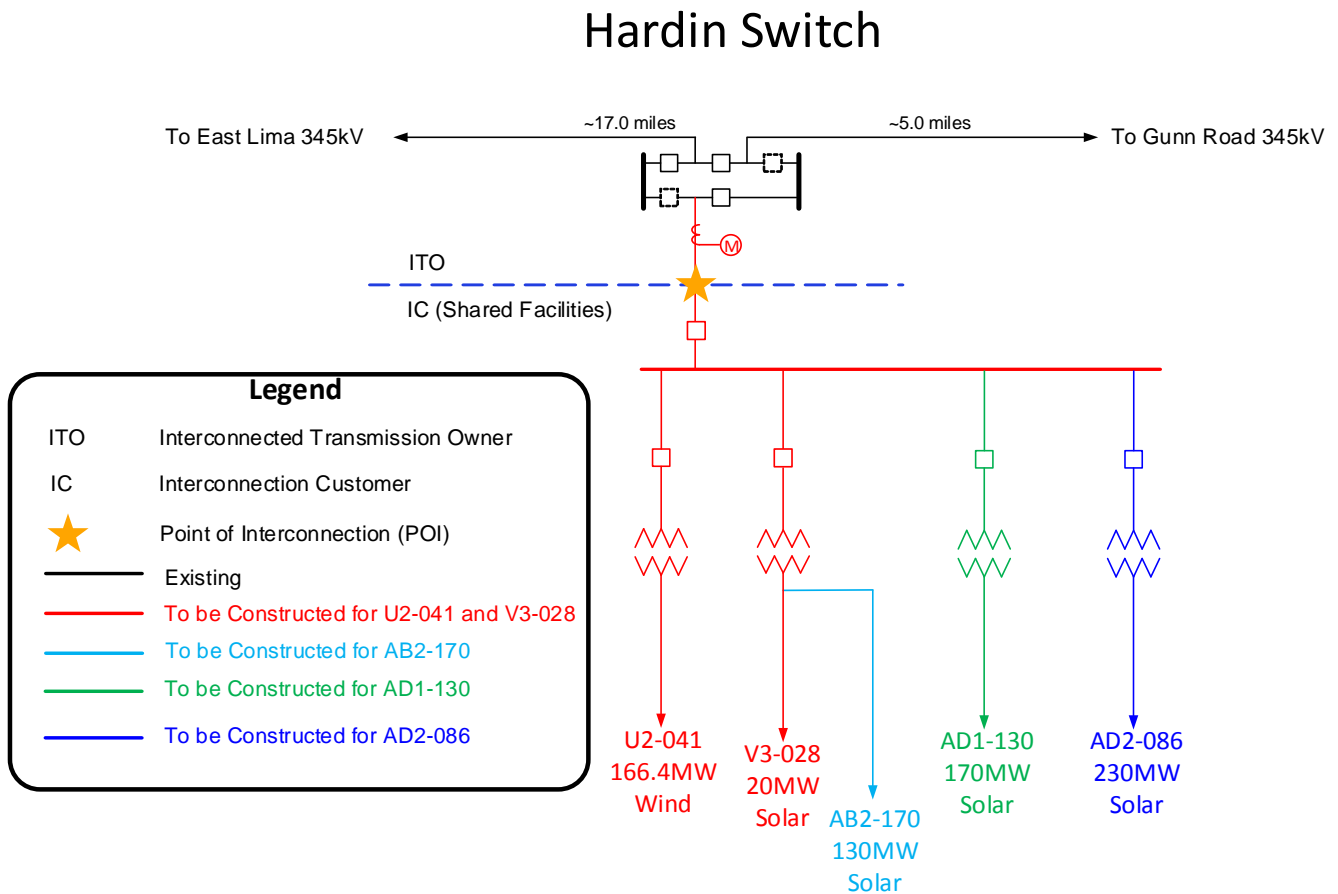 Hardin Switch
~17.0 miles
~5.0 miles
To East Lima 345kV
To Gunn Road 345kV
M
ITO
IC (Shared Facilities)
Legend
ITO Interconnected Transmission Owner
IC Interconnection Customer
Point of Interconnection (POI)
Existing
To be Constructed for U2-041 and V3-028
To be Constructed for AB2-170
To be Constructed for AD1-130
To be Constructed for AD2-086
U2-041
166.4MW
Wind
V3-028
20MW
Solar
AB2-170
130MW
Solar
AD1-130
170MW
Solar
AD2-086
230MW
Solar